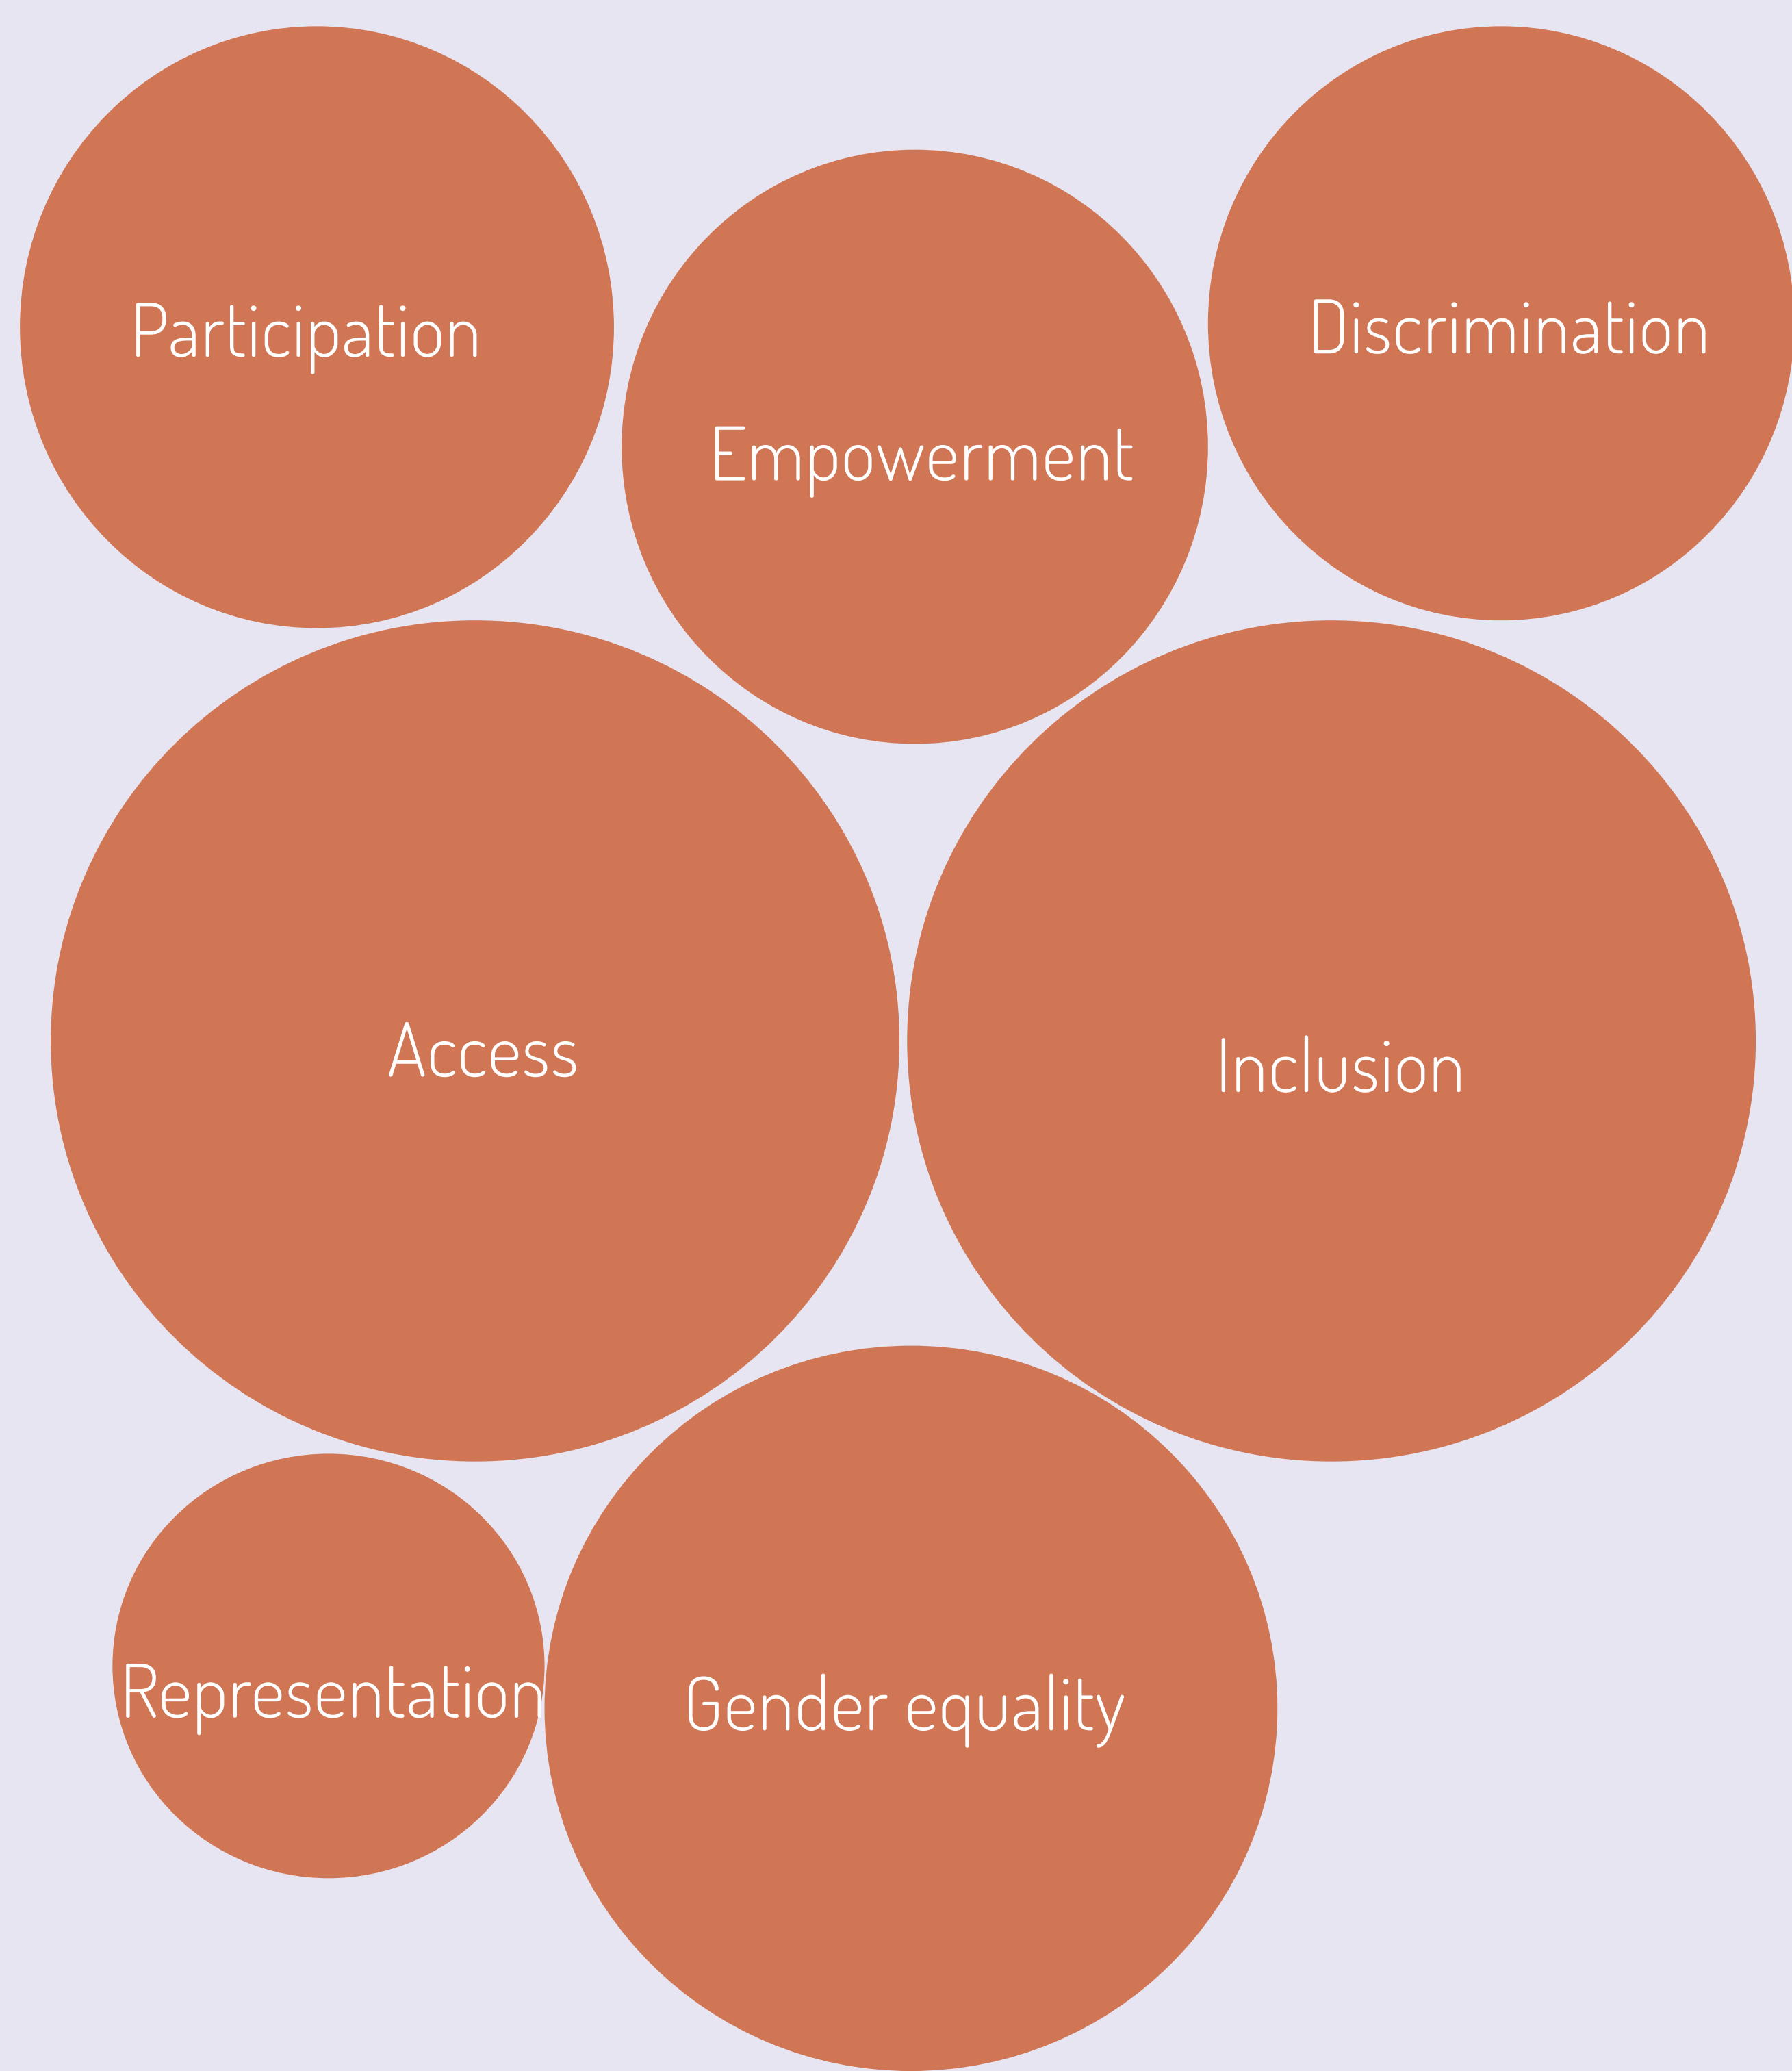 Participation
Empowerment
Discrimination
Access
Inclusion
Representation
Gender equality